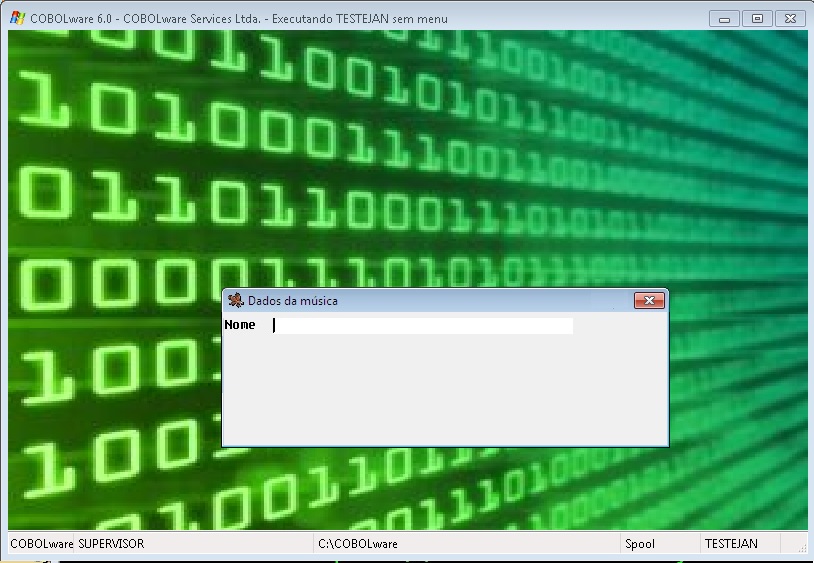 COBOLware 6.0 - COBOLware Services Ltda. - Executando TESTEJAN sem menu
Dados da música
Nome
COBOLware SUPERVISOR C:\COBOLware Spool TESTEJAN